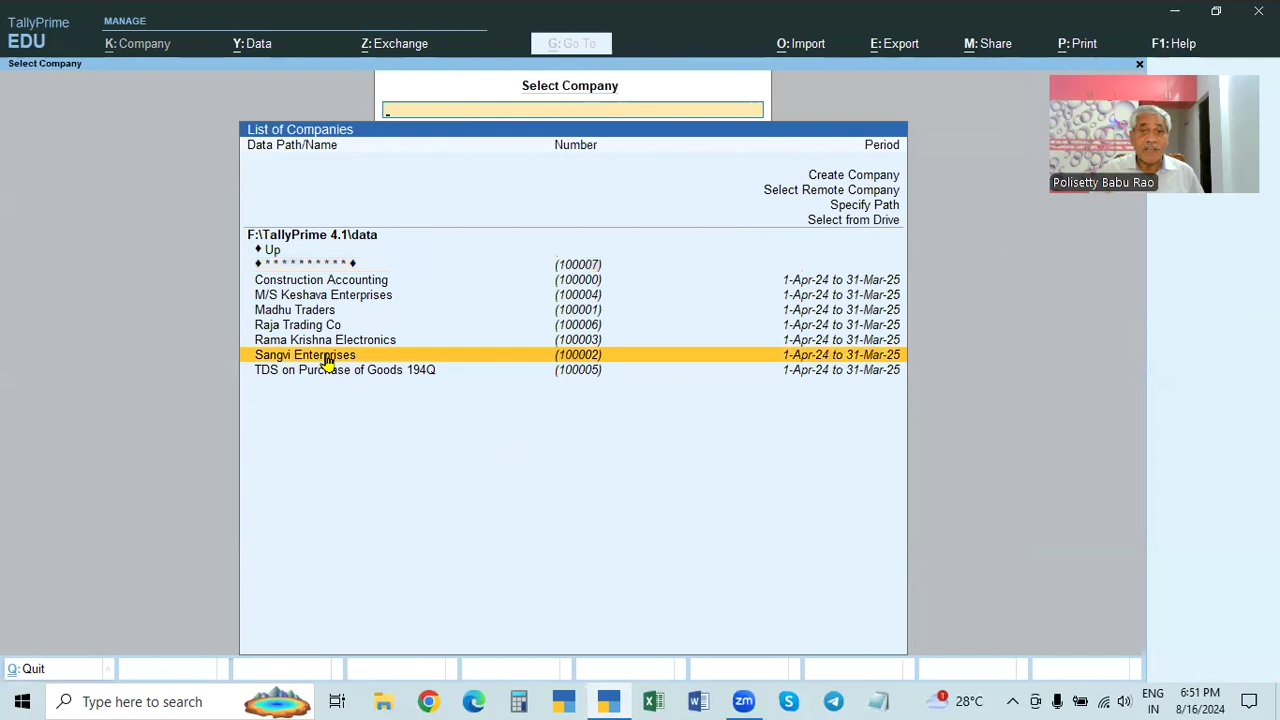 TallyPrime
EDU
MANAGE
K: Company
Y: Data
Z: Exchange
G: Go To
O: Import
E: Export
M: Share
P: Print
F1: Help
Select Company
Select Company
List of Companies
Data Path/Name Number Period
Create Company
Select Remote Company
Specify Path
Select from Drive
F:\TallyPrime 4.1\data
♦ Up
♦ * * * * * * * * * * ♦ (100007)
Construction Accounting (100000) 1-Apr-24 to 31-Mar-25
M/S Keshava Enterprises (100004) 1-Apr-24 to 31-Mar-25
Madhu Traders (100001) 1-Apr-24 to 31-Mar-25
Raja Trading Co (100006) 1-Apr-24 to 31-Mar-25
Rama Krishna Electronics (100003) 1-Apr-24 to 31-Mar-25
Sangvi Enterprises (100002) 1-Apr-24 to 31-Mar-25
TDS on Purchase of Goods 194Q (100005) 1-Apr-24 to 31-Mar-25
Polisetty Babu Rao
Q: Quit
Type here to search
28°C
ENG
IN
6:51 PM
8/16/2024